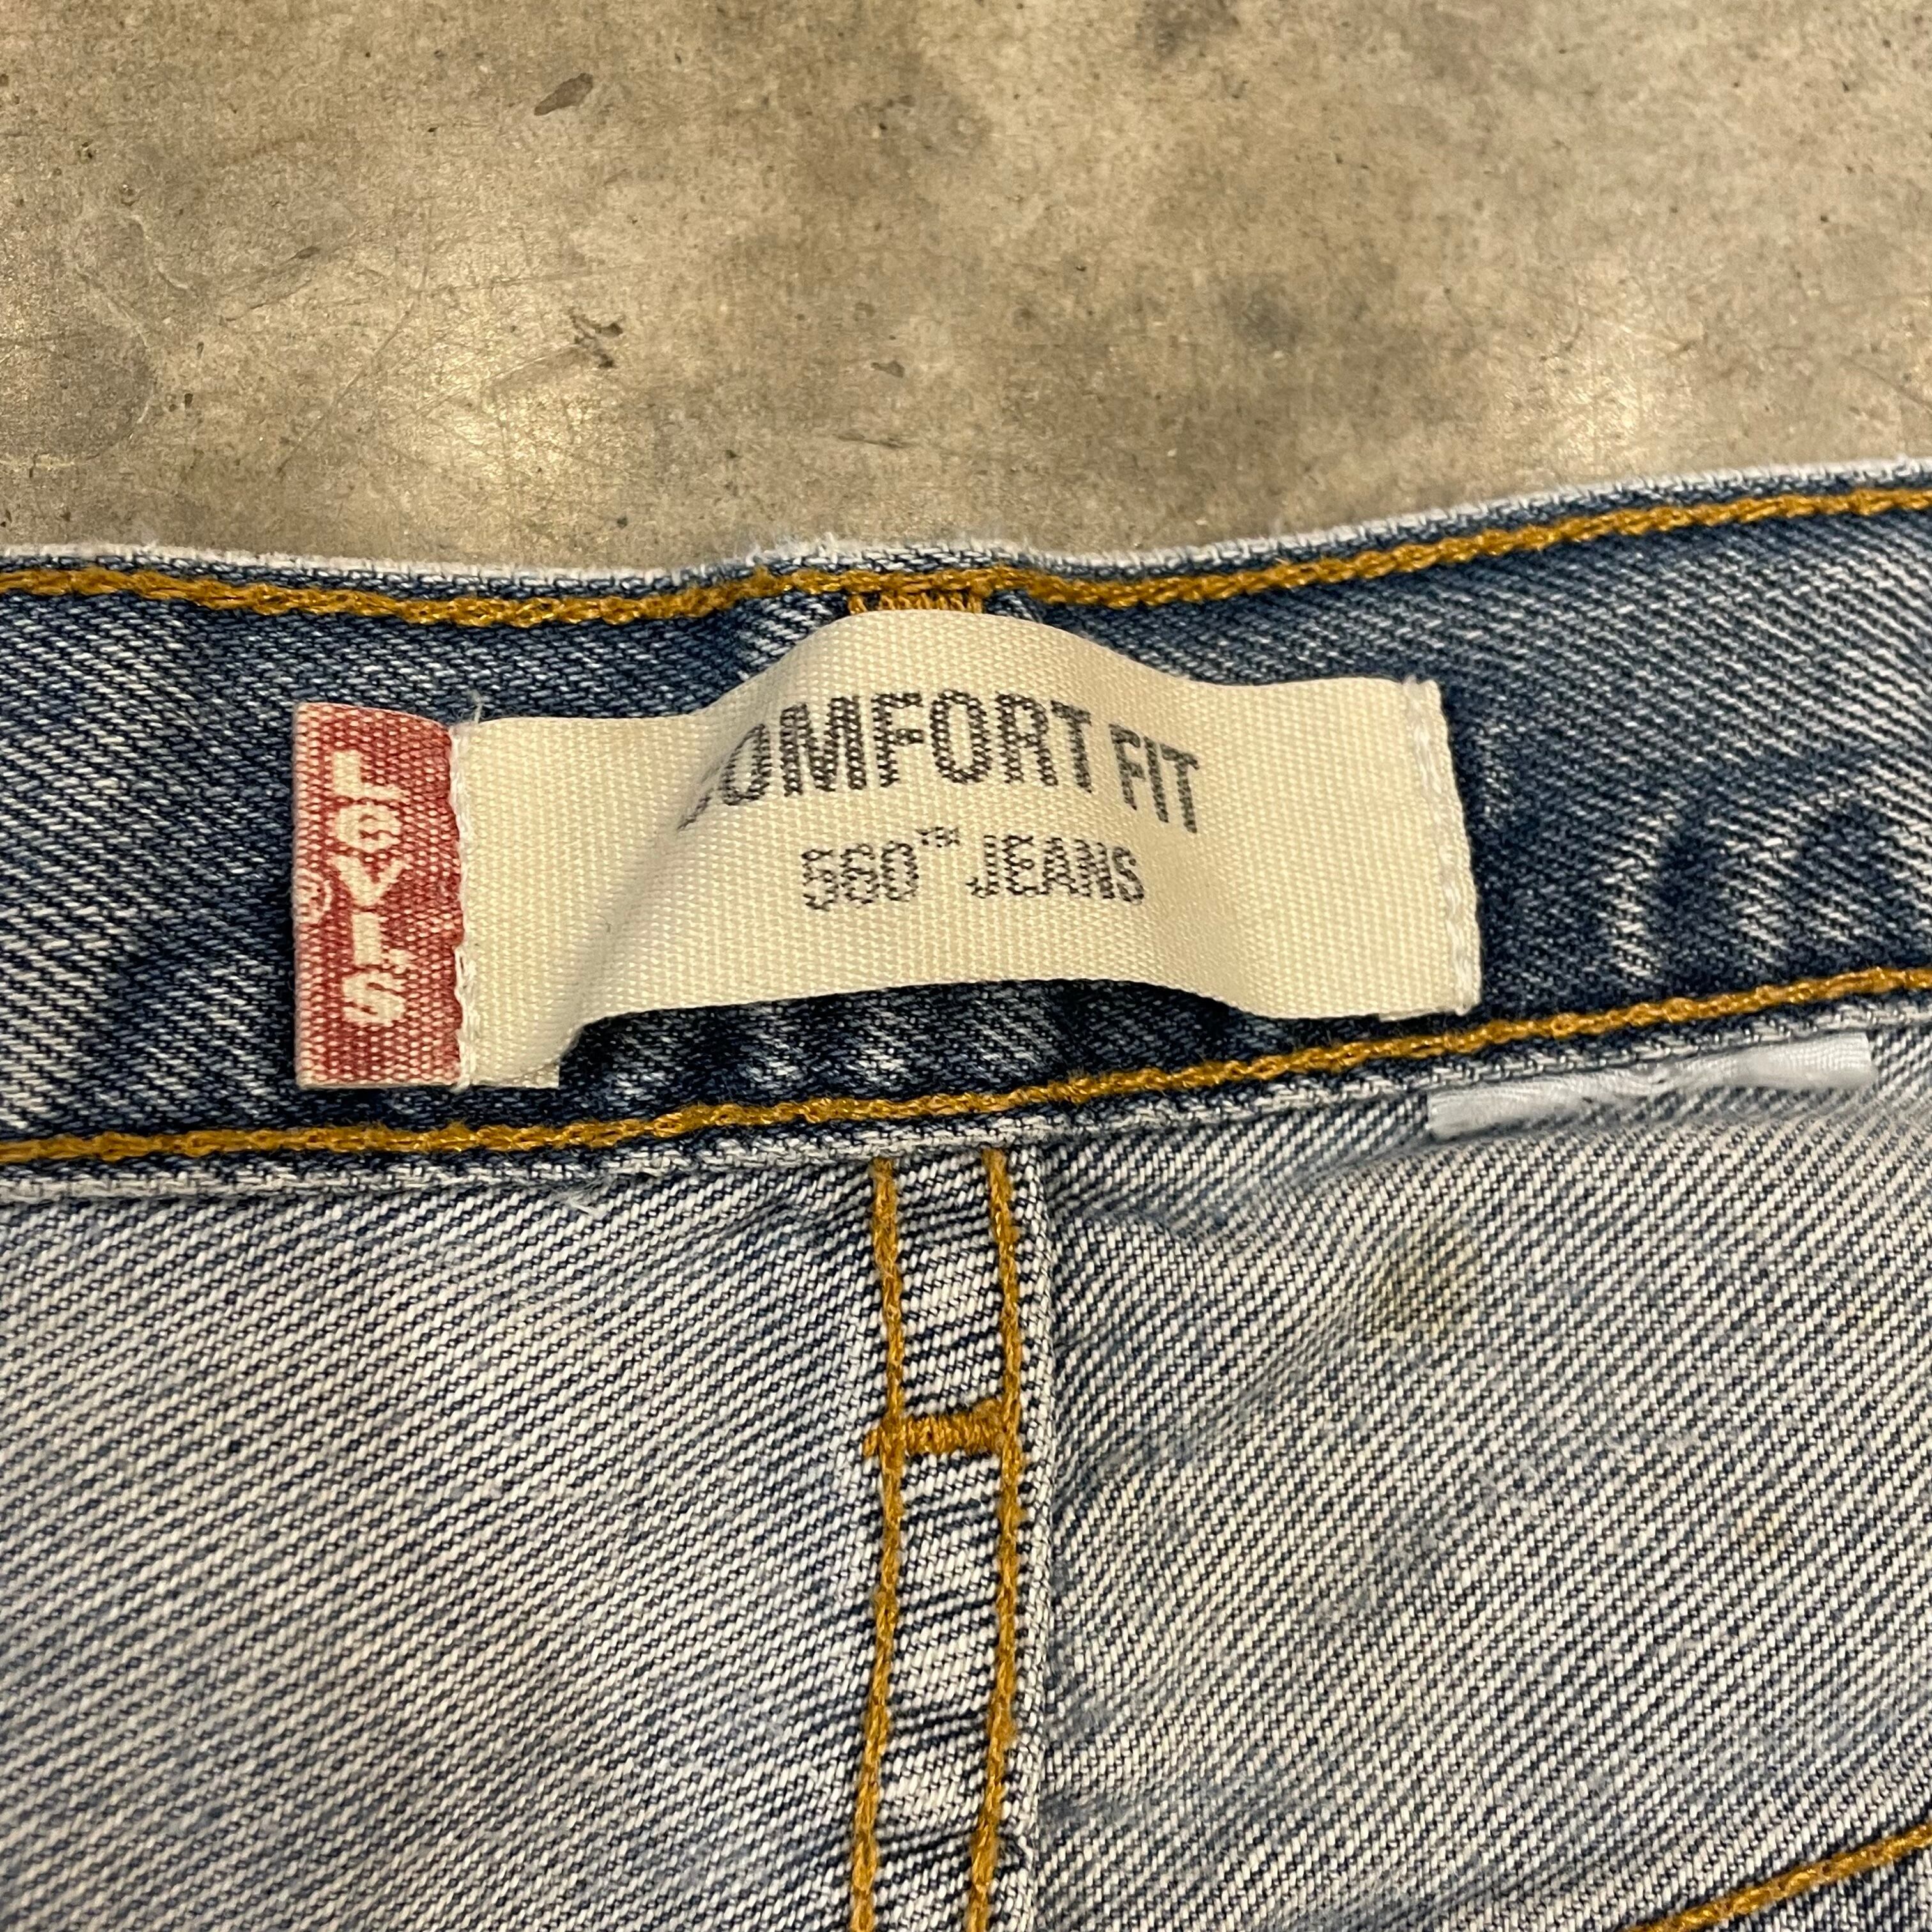 LEVI'S
®
COMFORT FIT
560™ JEANS